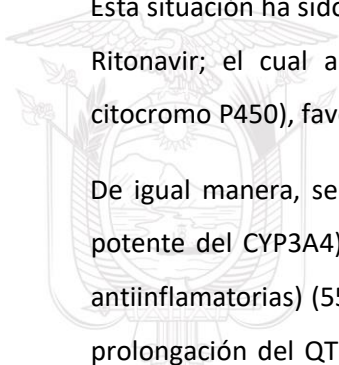 Esta situación ha sido
Ritonavir; el cual a
citocromo P450), fav
De igual manera, se
potente del CYP3A4)
antiinflamatorias) (55
prolongación del QT